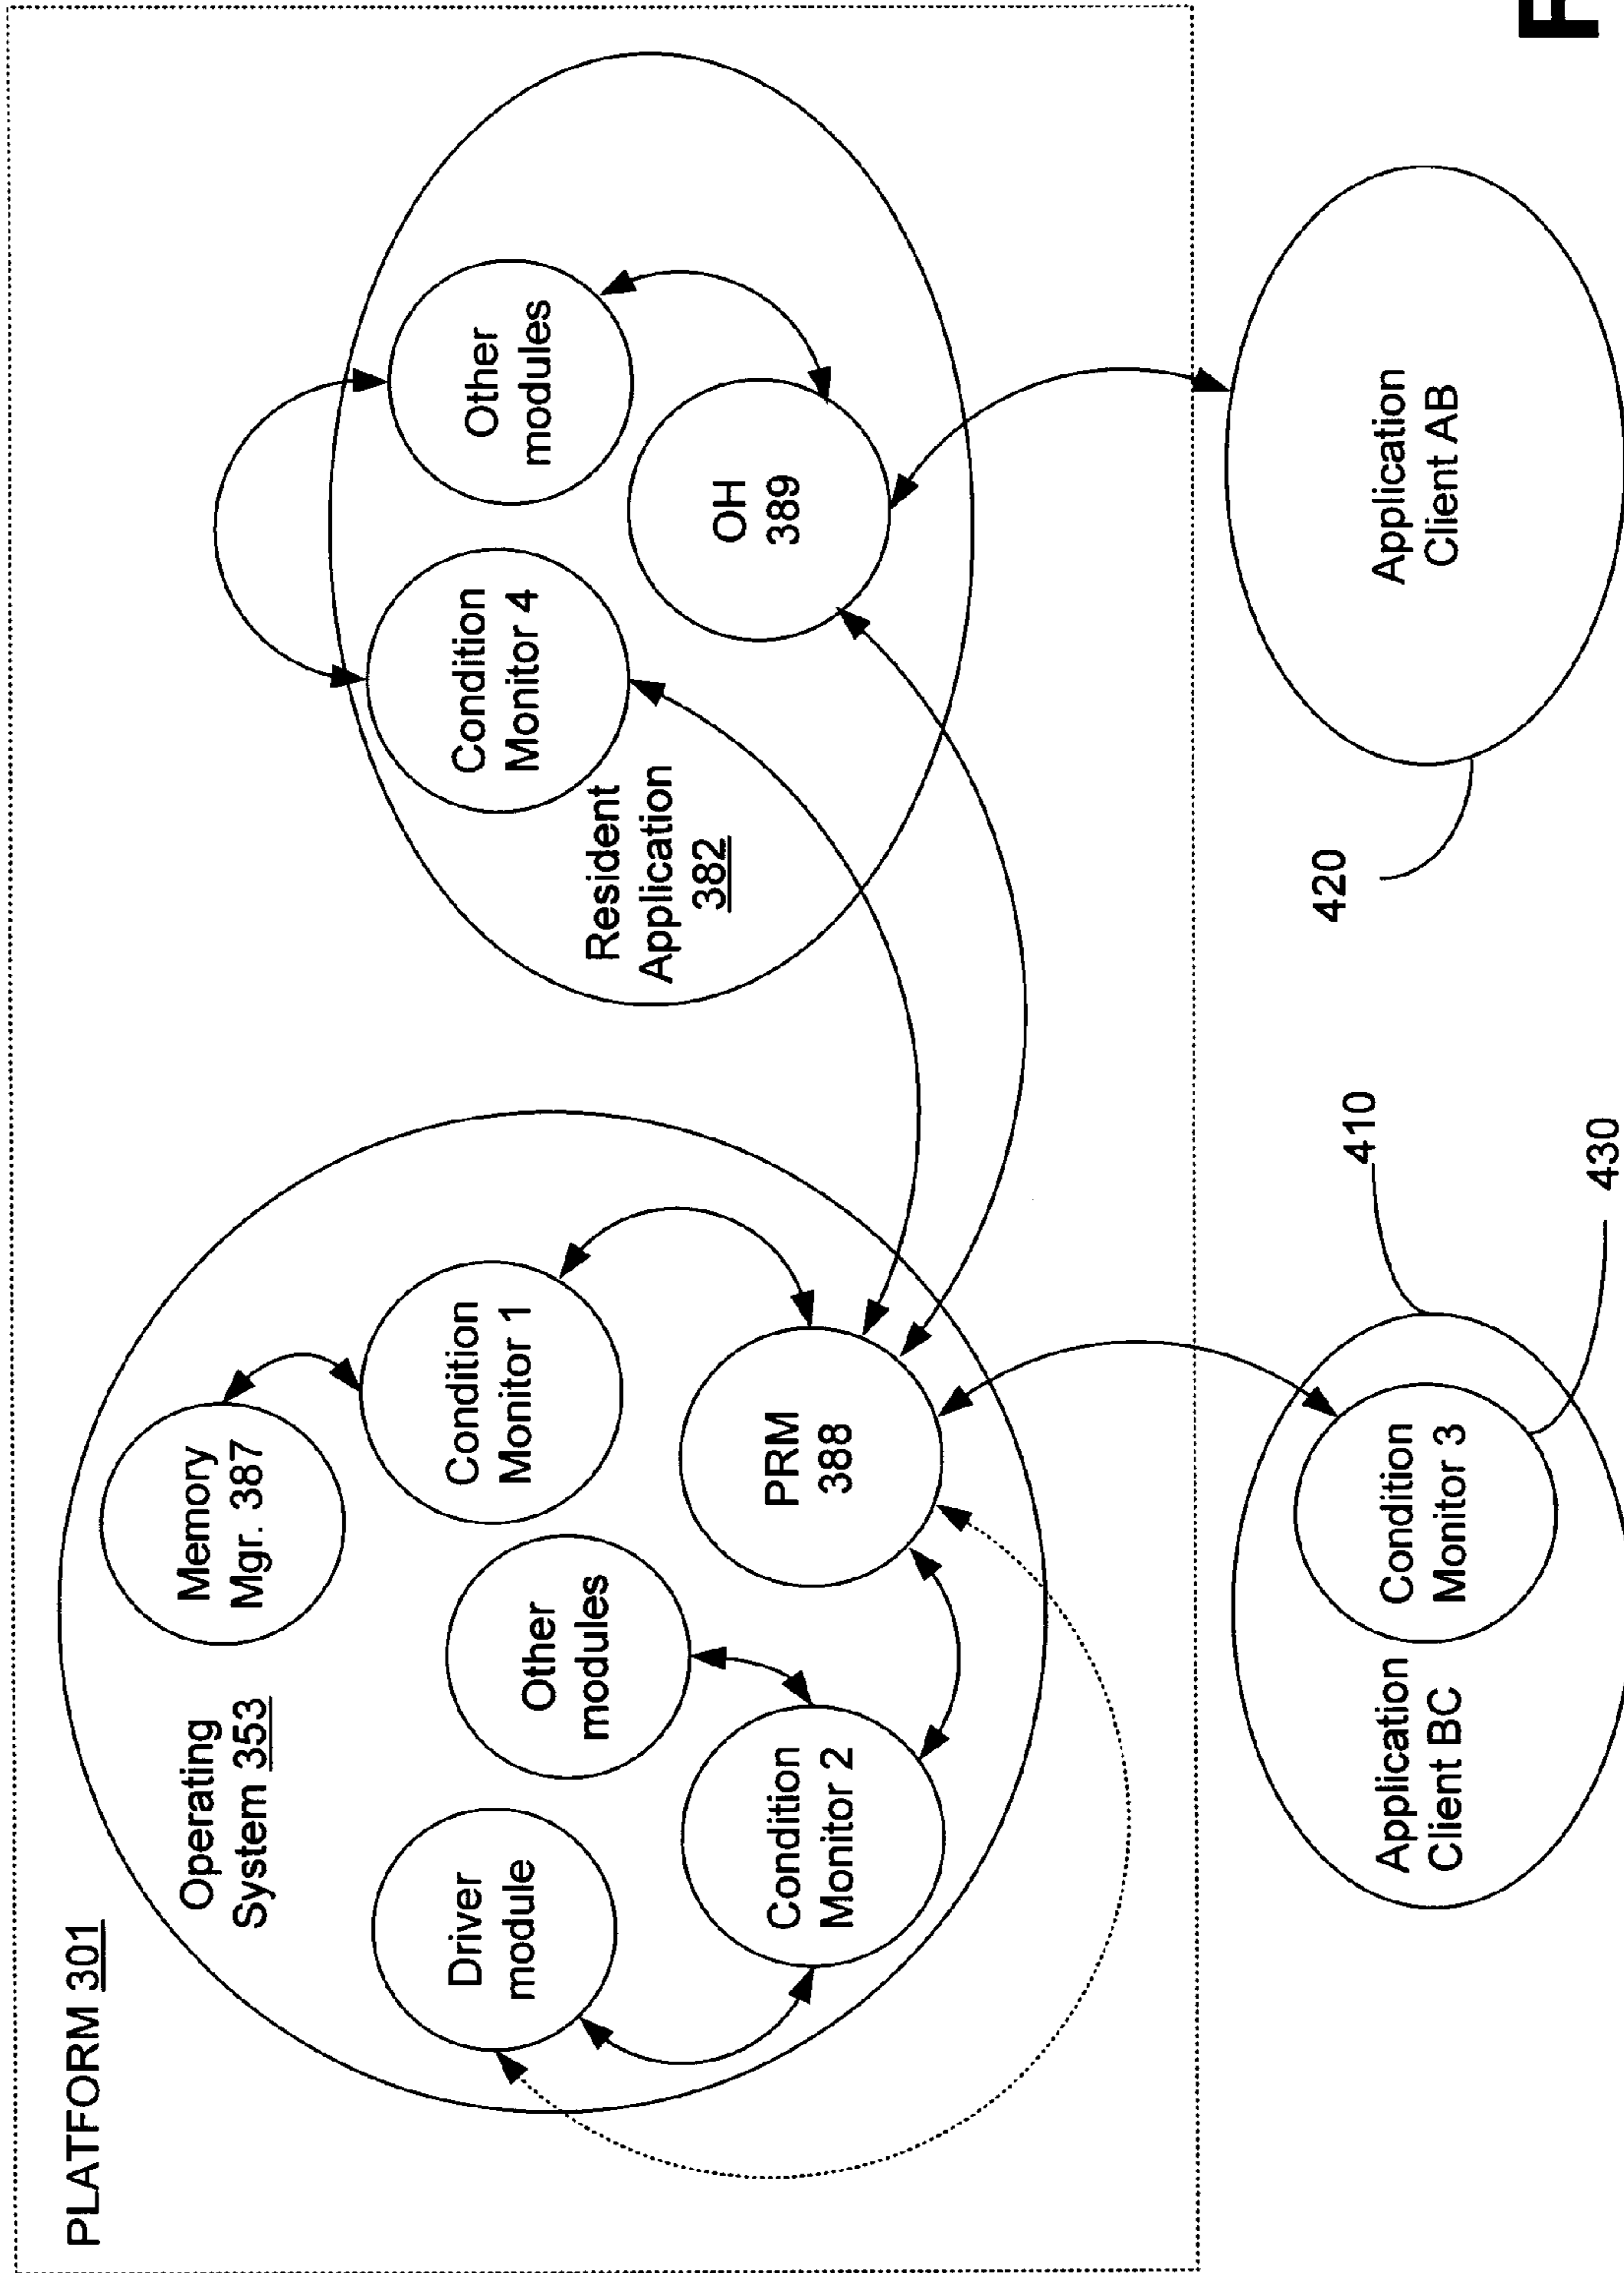 PLATFORM 301
Operating
System 353
Memory
Mgr. 387
Driver
module
Other
modules
Condition
Monitor 1
Condition
Monitor 2
PRM
388
Resident
Application
382
Condition
Monitor 4
Other
modules
OH
389
Application
Client BC
Condition
Monitor 3
410
430
420
Application
Client AB